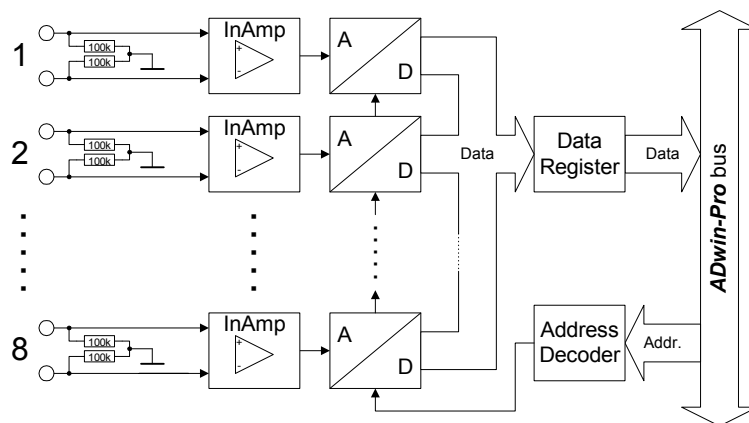 1
100k
100k
InAmp
+
-
A
D
2
100k
100k
InAmp
+
-
A
D
Data
Data
Register
Data
8
100k
100k
InAmp
+
-
A
D
Address
Decoder
Addr.
ADwin-Pro bus